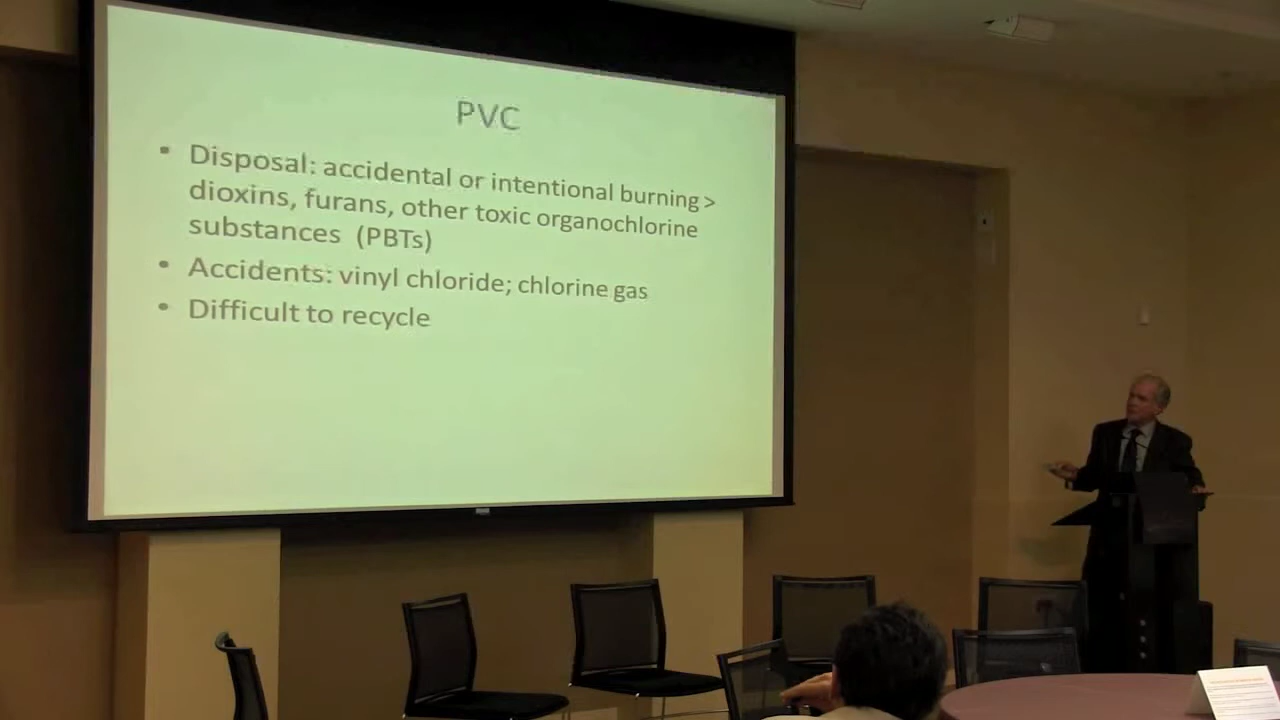 PVC
• Disposal: accidental or intentional burning >
dioxins, furans, other toxic organochlorine
substances (PBTs)
• Accidents: vinyl chloride; chlorine gas
• Difficult to recycle